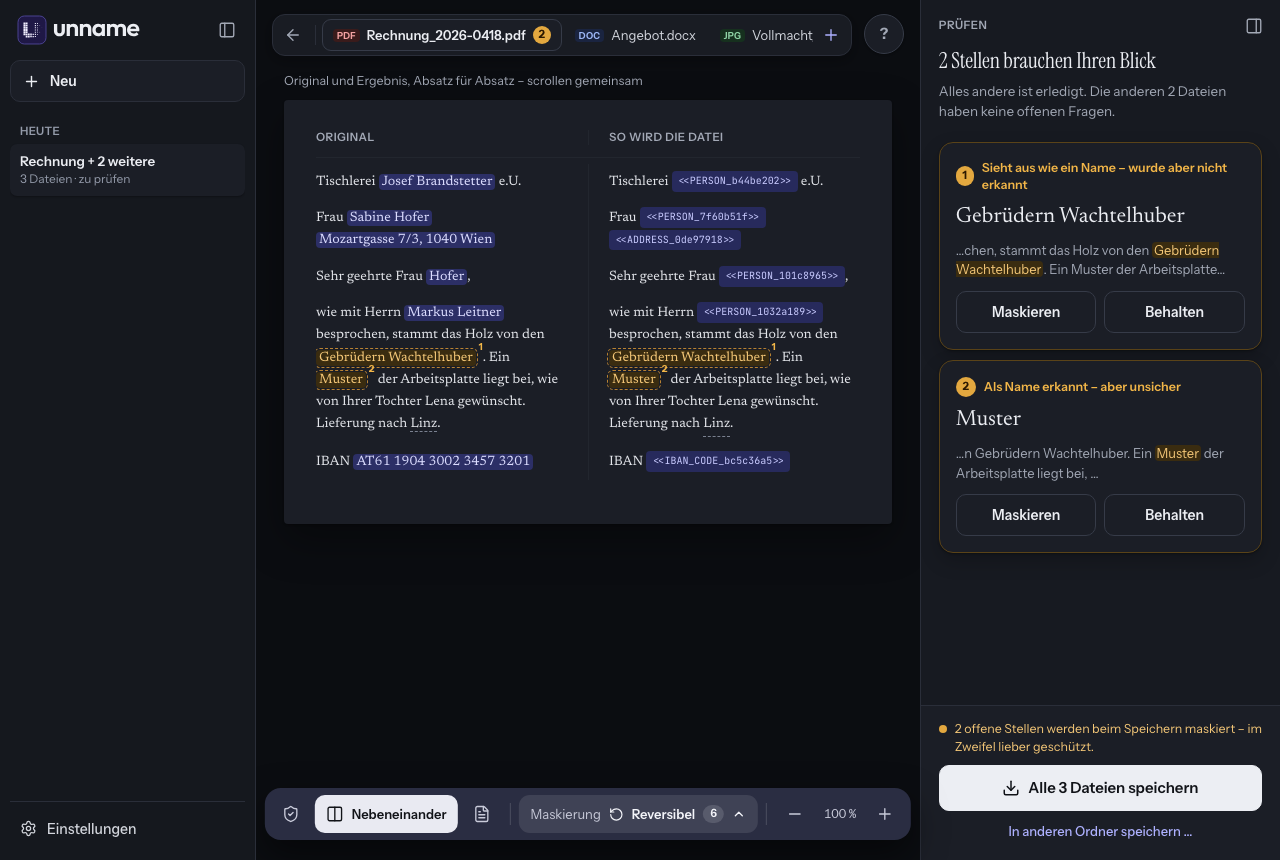 unname
Neu
HEUTE
Rechnung + 2 weitere
3 Dateien · zu prüfen
Einstellungen
PDF Rechnung_2026-0418.pdf 2 DOC Angebot.docx JPG Vollmacht
?
Original und Ergebnis, Absatz für Absatz – scrollen gemeinsam
ORIGINAL
Tischlerei Josef Brandstetter e.U.
Frau Sabine Hofer
Mozartgasse 7/3, 1040 Wien
Sehr geehrte Frau Hofer,
wie mit Herrn Markus Leitner
besprochen, stammt das Holz von den
Gebrüdern Wachtelhuber 1. Ein
Muster 2 der Arbeitsplatte liegt bei, wie
von Ihrer Tochter Lena gewünscht.
Lieferung nach Linz.
IBAN AT61 1904 3002 3457 3201
SO WIRD DIE DATEI
Tischlerei <<PERSON_b44be202>> e.U.
Frau <<PERSON_7f60b51f>>
<<ADDRESS_0de97918>>
Sehr geehrte Frau <<PERSON_101c8965>>,
wie mit Herrn <<PERSON_1032a189>>
besprochen, stammt das Holz von den
Gebrüdern Wachtelhuber 1. Ein
Muster 2 der Arbeitsplatte liegt bei, wie
von Ihrer Tochter Lena gewünscht.
Lieferung nach Linz.
IBAN <<IBAN_CODE_bc5c36a5>>
Nebeneinander
Maskierung Reversibel 6
100 %
PRÜFEN
2 Stellen brauchen Ihren Blick
Alles andere ist erledigt. Die anderen 2 Dateien
haben keine offenen Fragen.
1 Sieht aus wie ein Name – wurde aber nicht
erkannt
Gebrüdern Wachtelhuber
…chen, stammt das Holz von den Gebrüdern
Wachtelhuber. Ein Muster der Arbeitsplatte…
Maskieren Behalten
2 Als Name erkannt – aber unsicher
Muster
…n Gebrüdern Wachtelhuber. Ein Muster der
Arbeitsplatte liegt bei, …
Maskieren Behalten
2 offene Stellen werden beim Speichern maskiert – im
Zweifel lieber geschützt.
Alle 3 Dateien speichern
In anderen Ordner speichern …